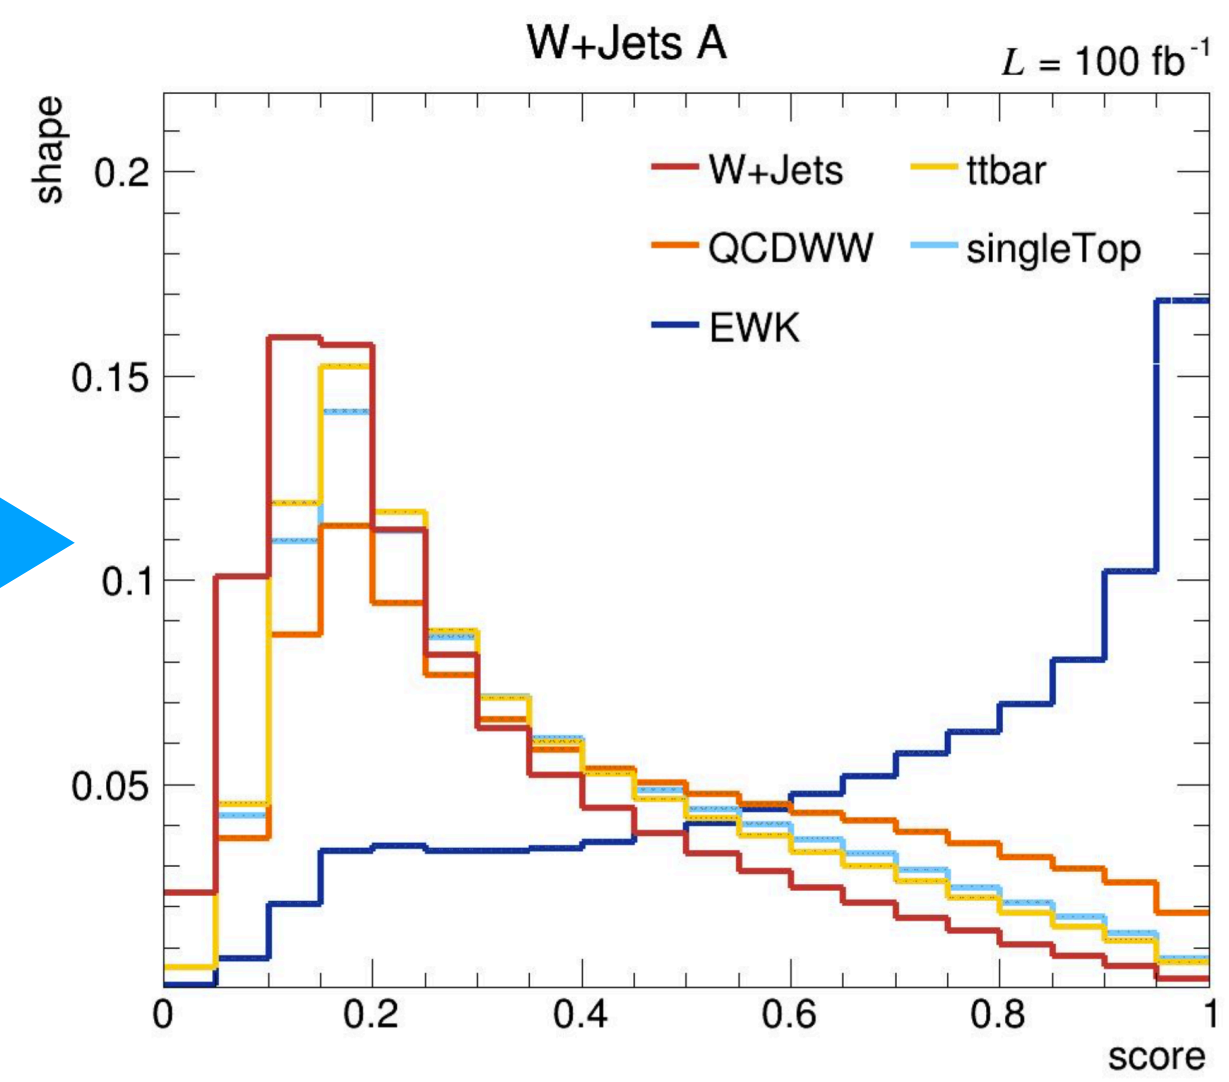 W+Jets A
L = 100 fb⁻¹
shape
0.2
0.15
0.1
0.05
W+Jets
ttbar
QCDWW
singleTop
EWK
0 0.2 0.4 0.6 0.8 1
score